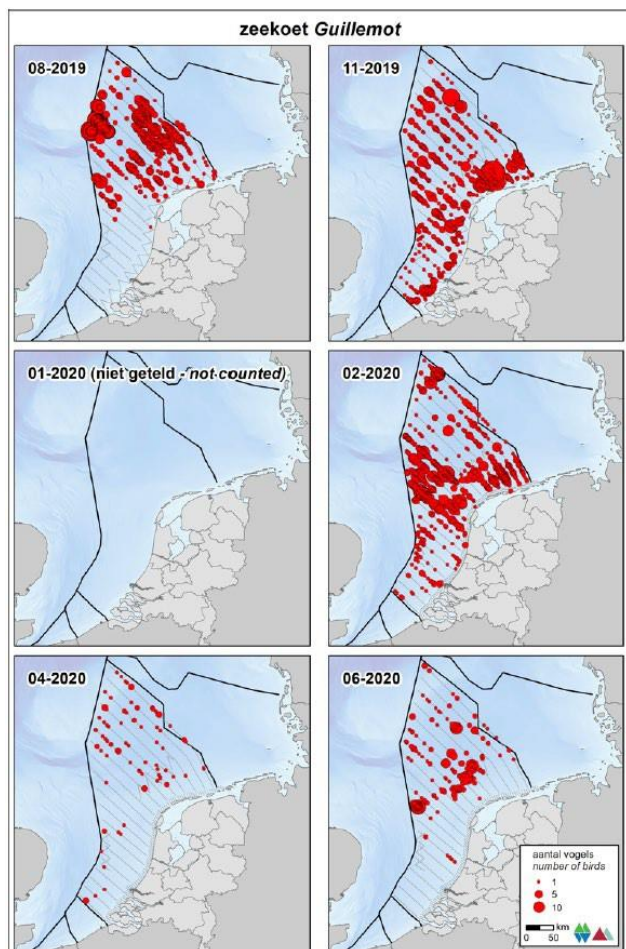 zeekoet Guillemot
08-2019
11-2019
01-2020 (niet geteld - not counted)
02-2020
04-2020
06-2020
aantal vogels
number of birds
1
5
10
km
0 50